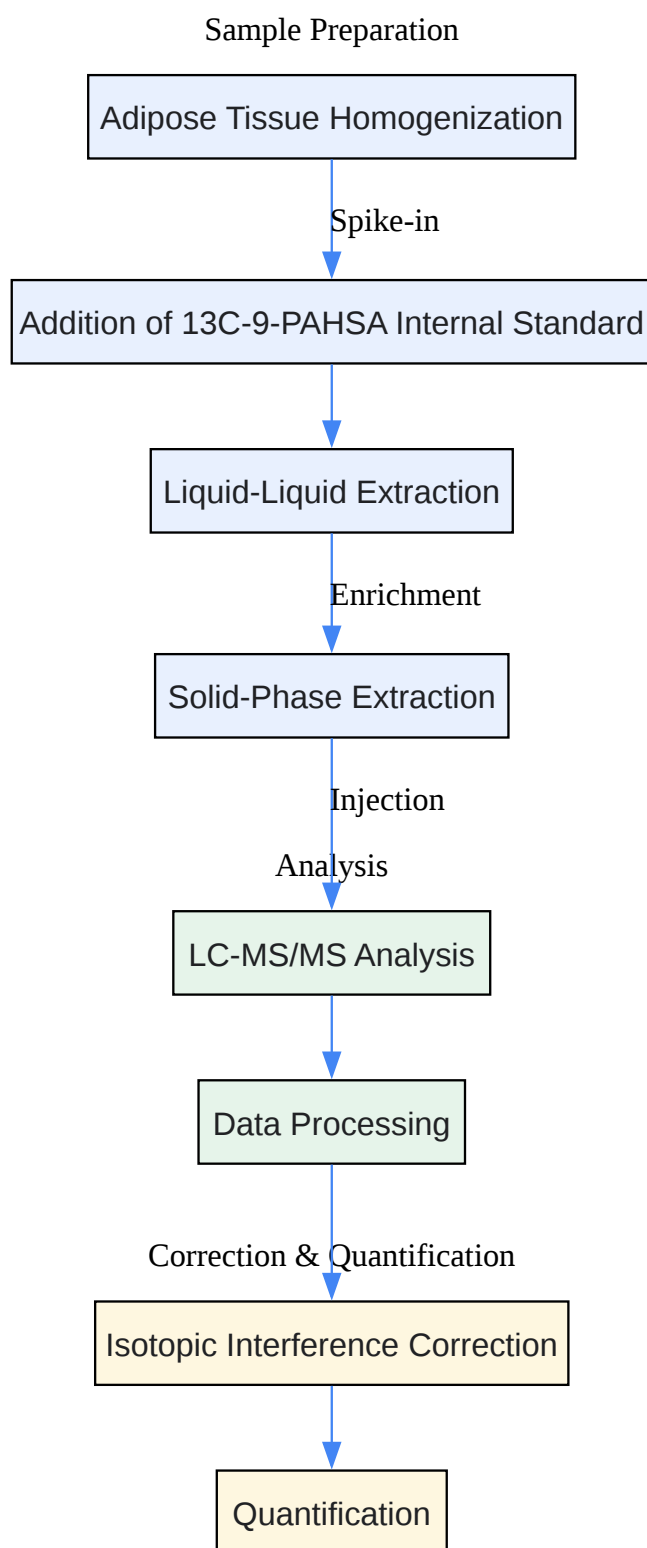 Sample Preparation
Adipose Tissue Homogenization
Spike-in
Addition of 13C-9-PAHSA Internal Standard
Liquid-Liquid Extraction
Enrichment
Solid-Phase Extraction
Injection
Analysis
LC-MS/MS Analysis
Data Processing
Correction & Quantification
Isotopic Interference Correction
Quantification